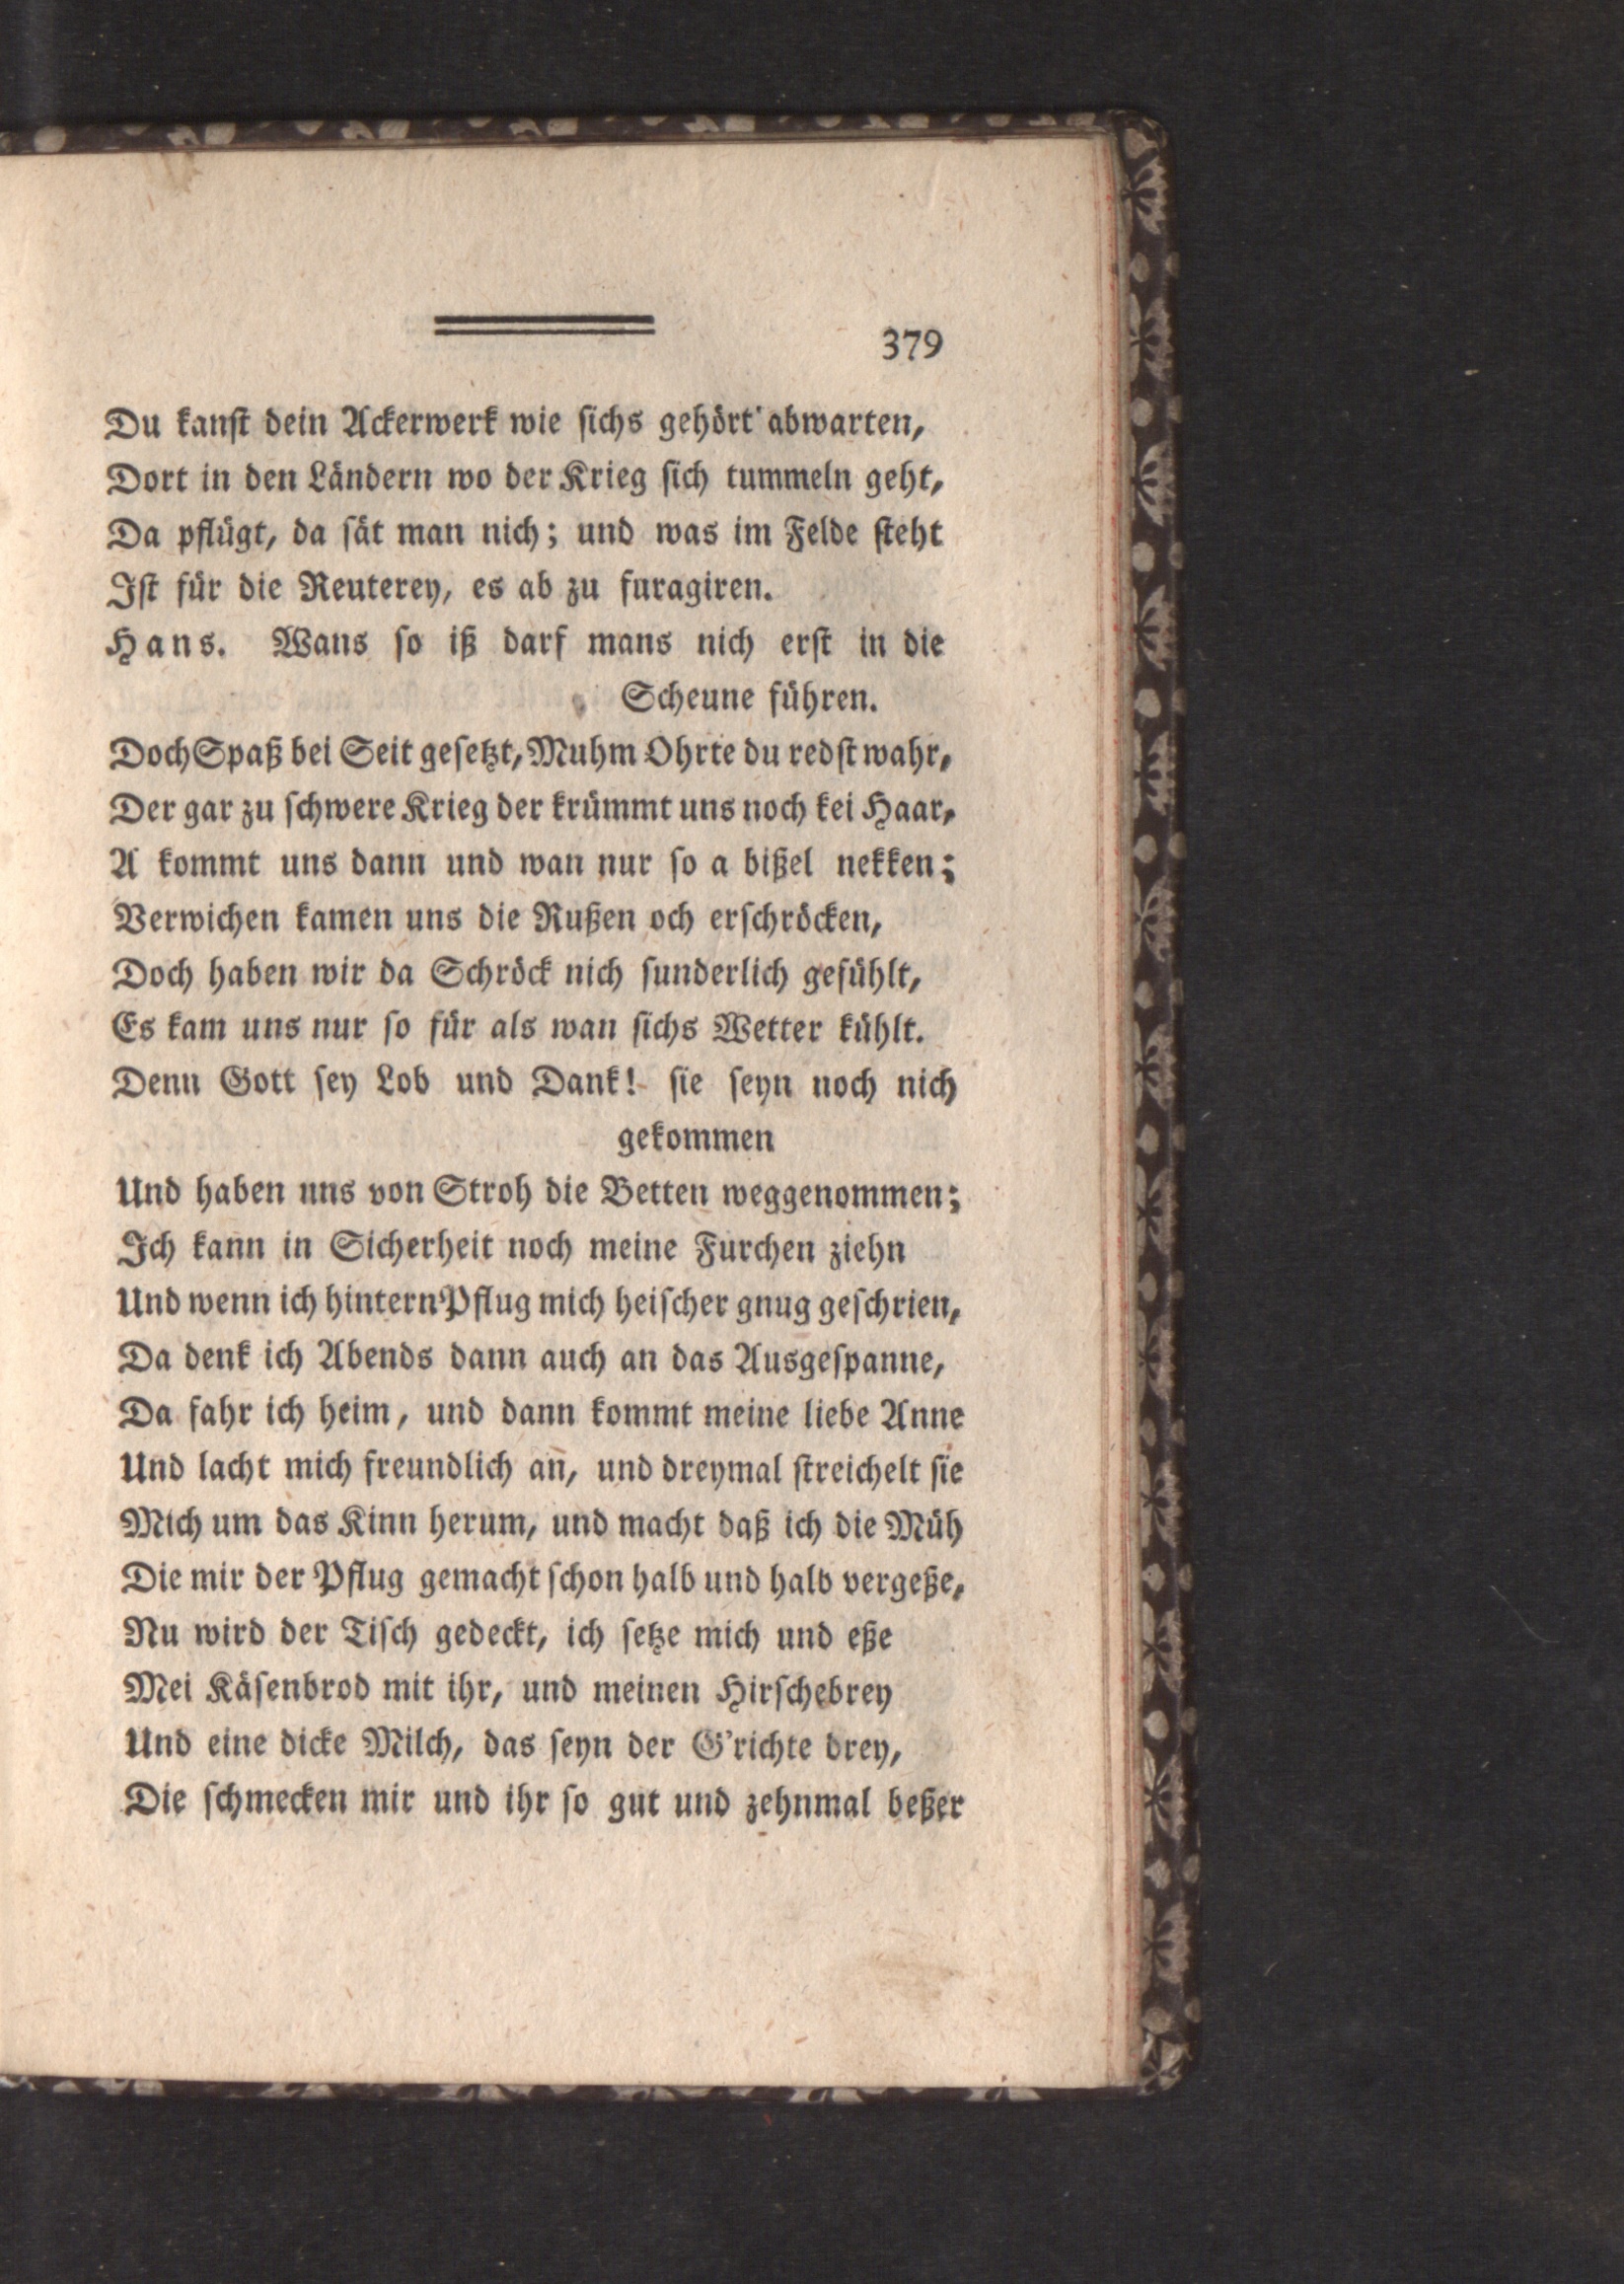 379
Du kanſt dein Ackerwerk wie ſichs gehört abwarten,
Dort in den Ländern wo der Krieg ſich tummeln geht,
Da pflügt, da ſät man nich; und was im Felde ſteht
Iſt für die Reuterey, es ab zu furagiren.
Hans. Wans ſo iß darf mans nich erſt in die
Scheune führen.
Doch Spaß bei Seit geſetzt, Muhm Ohrte du redſt wahr,
Der gar zu ſchwere Krieg der krümmt uns noch kei Haar,
A kommt uns dann und wan nur ſo a bißel nekken;
Verwichen kamen uns die Rußen och erſchröcken,
Doch haben wir da Schröck nich ſunderlich gefühlt,
Es kam uns nur ſo für als wan ſichs Wetter kühlt.
Denn Gott ſey Lob und Dank! ſie ſeyn noch nich
gekommen
Und haben uns von Stroh die Betten weggenommen;
Ich kann in Sicherheit noch meine Furchen ziehn
Und wenn ich hintern Pflug mich heiſcher gnug geſchrien,
Da denk ich Abends dann auch an das Ausgeſpanne,
Da fahr ich heim, und dann kommt meine liebe Anne
Und lacht mich freundlich an, und dreymal ſtreichelt ſie
Mich um das Kinn herum, und macht daß ich die Müh
Die mir der Pflug gemacht ſchon halb und halb vergeße,
Nu wird der Tiſch gedeckt, ich ſetze mich und eße
Mei Käſenbrod mit ihr, und meinen Hirſchebrey
Und eine dicke Milch, das ſeyn der G'richte drey,
Die ſchmecken mir und ihr ſo gut und zehnmal beßer